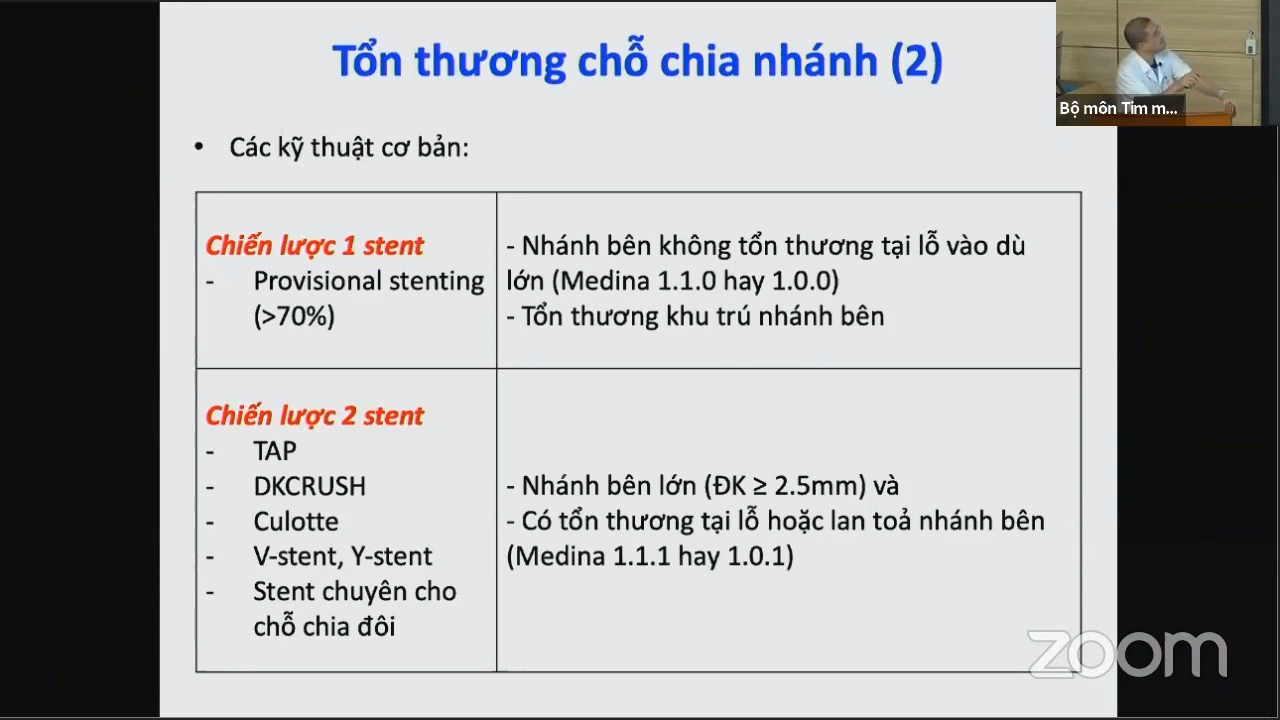 Tổn thương chỗ chia nhánh (2)
Bộ môn Tim m...
• Các kỹ thuật cơ bản:
Chiến lược 1 stent
- Provisional stenting
(>70%)
- Nhánh bên không tổn thương tại lỗ vào dù
lớn (Medina 1.1.0 hay 1.0.0)
- Tổn thương khu trú nhánh bên
Chiến lược 2 stent
- TAP
- DKCRUSH
- Culotte
- V-stent, Y-stent
- Stent chuyên cho
chỗ chia đôi
- Nhánh bên lớn (ĐK ≥ 2.5mm) và
- Có tổn thương tại lỗ hoặc lan toả nhánh bên
(Medina 1.1.1 hay 1.0.1)
zoom